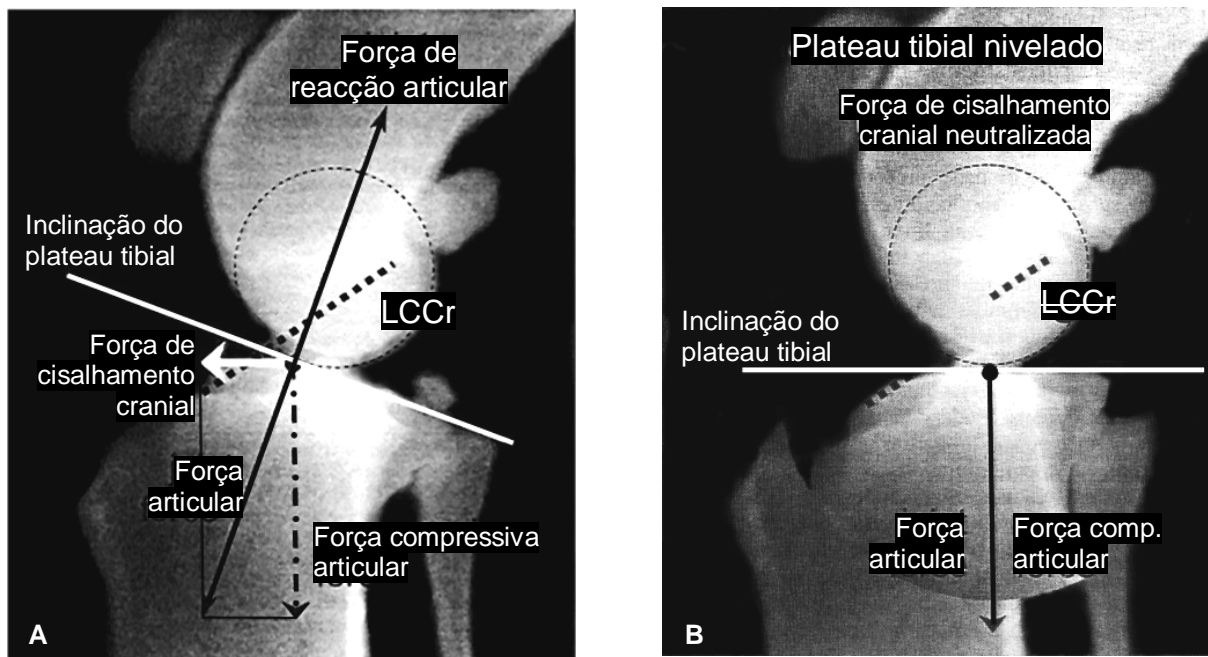 Força de
reacção articular
Inclinação do
plateau tibial
LCCr
Força de
cisalhamento
cranial
Força
articular
Força compressiva
articular
A
Plateau tibial nivelado
Força de cisalhamento
cranial neutralizada
LCCr
Inclinação do
plateau tibial
Força
articular
Força comp.
articular
B